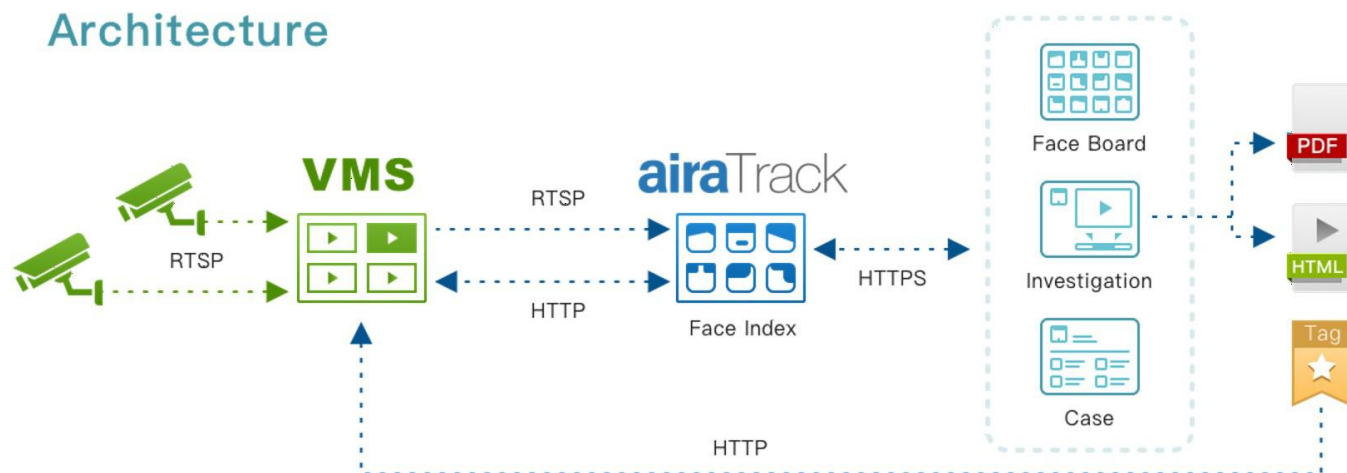 Architecture
VMS
RTSP
RTSP
HTTP
airaTrack
Face Index
HTTPS
Face Board
Investigation
Case
PDF
HTML
Tag
HTTP